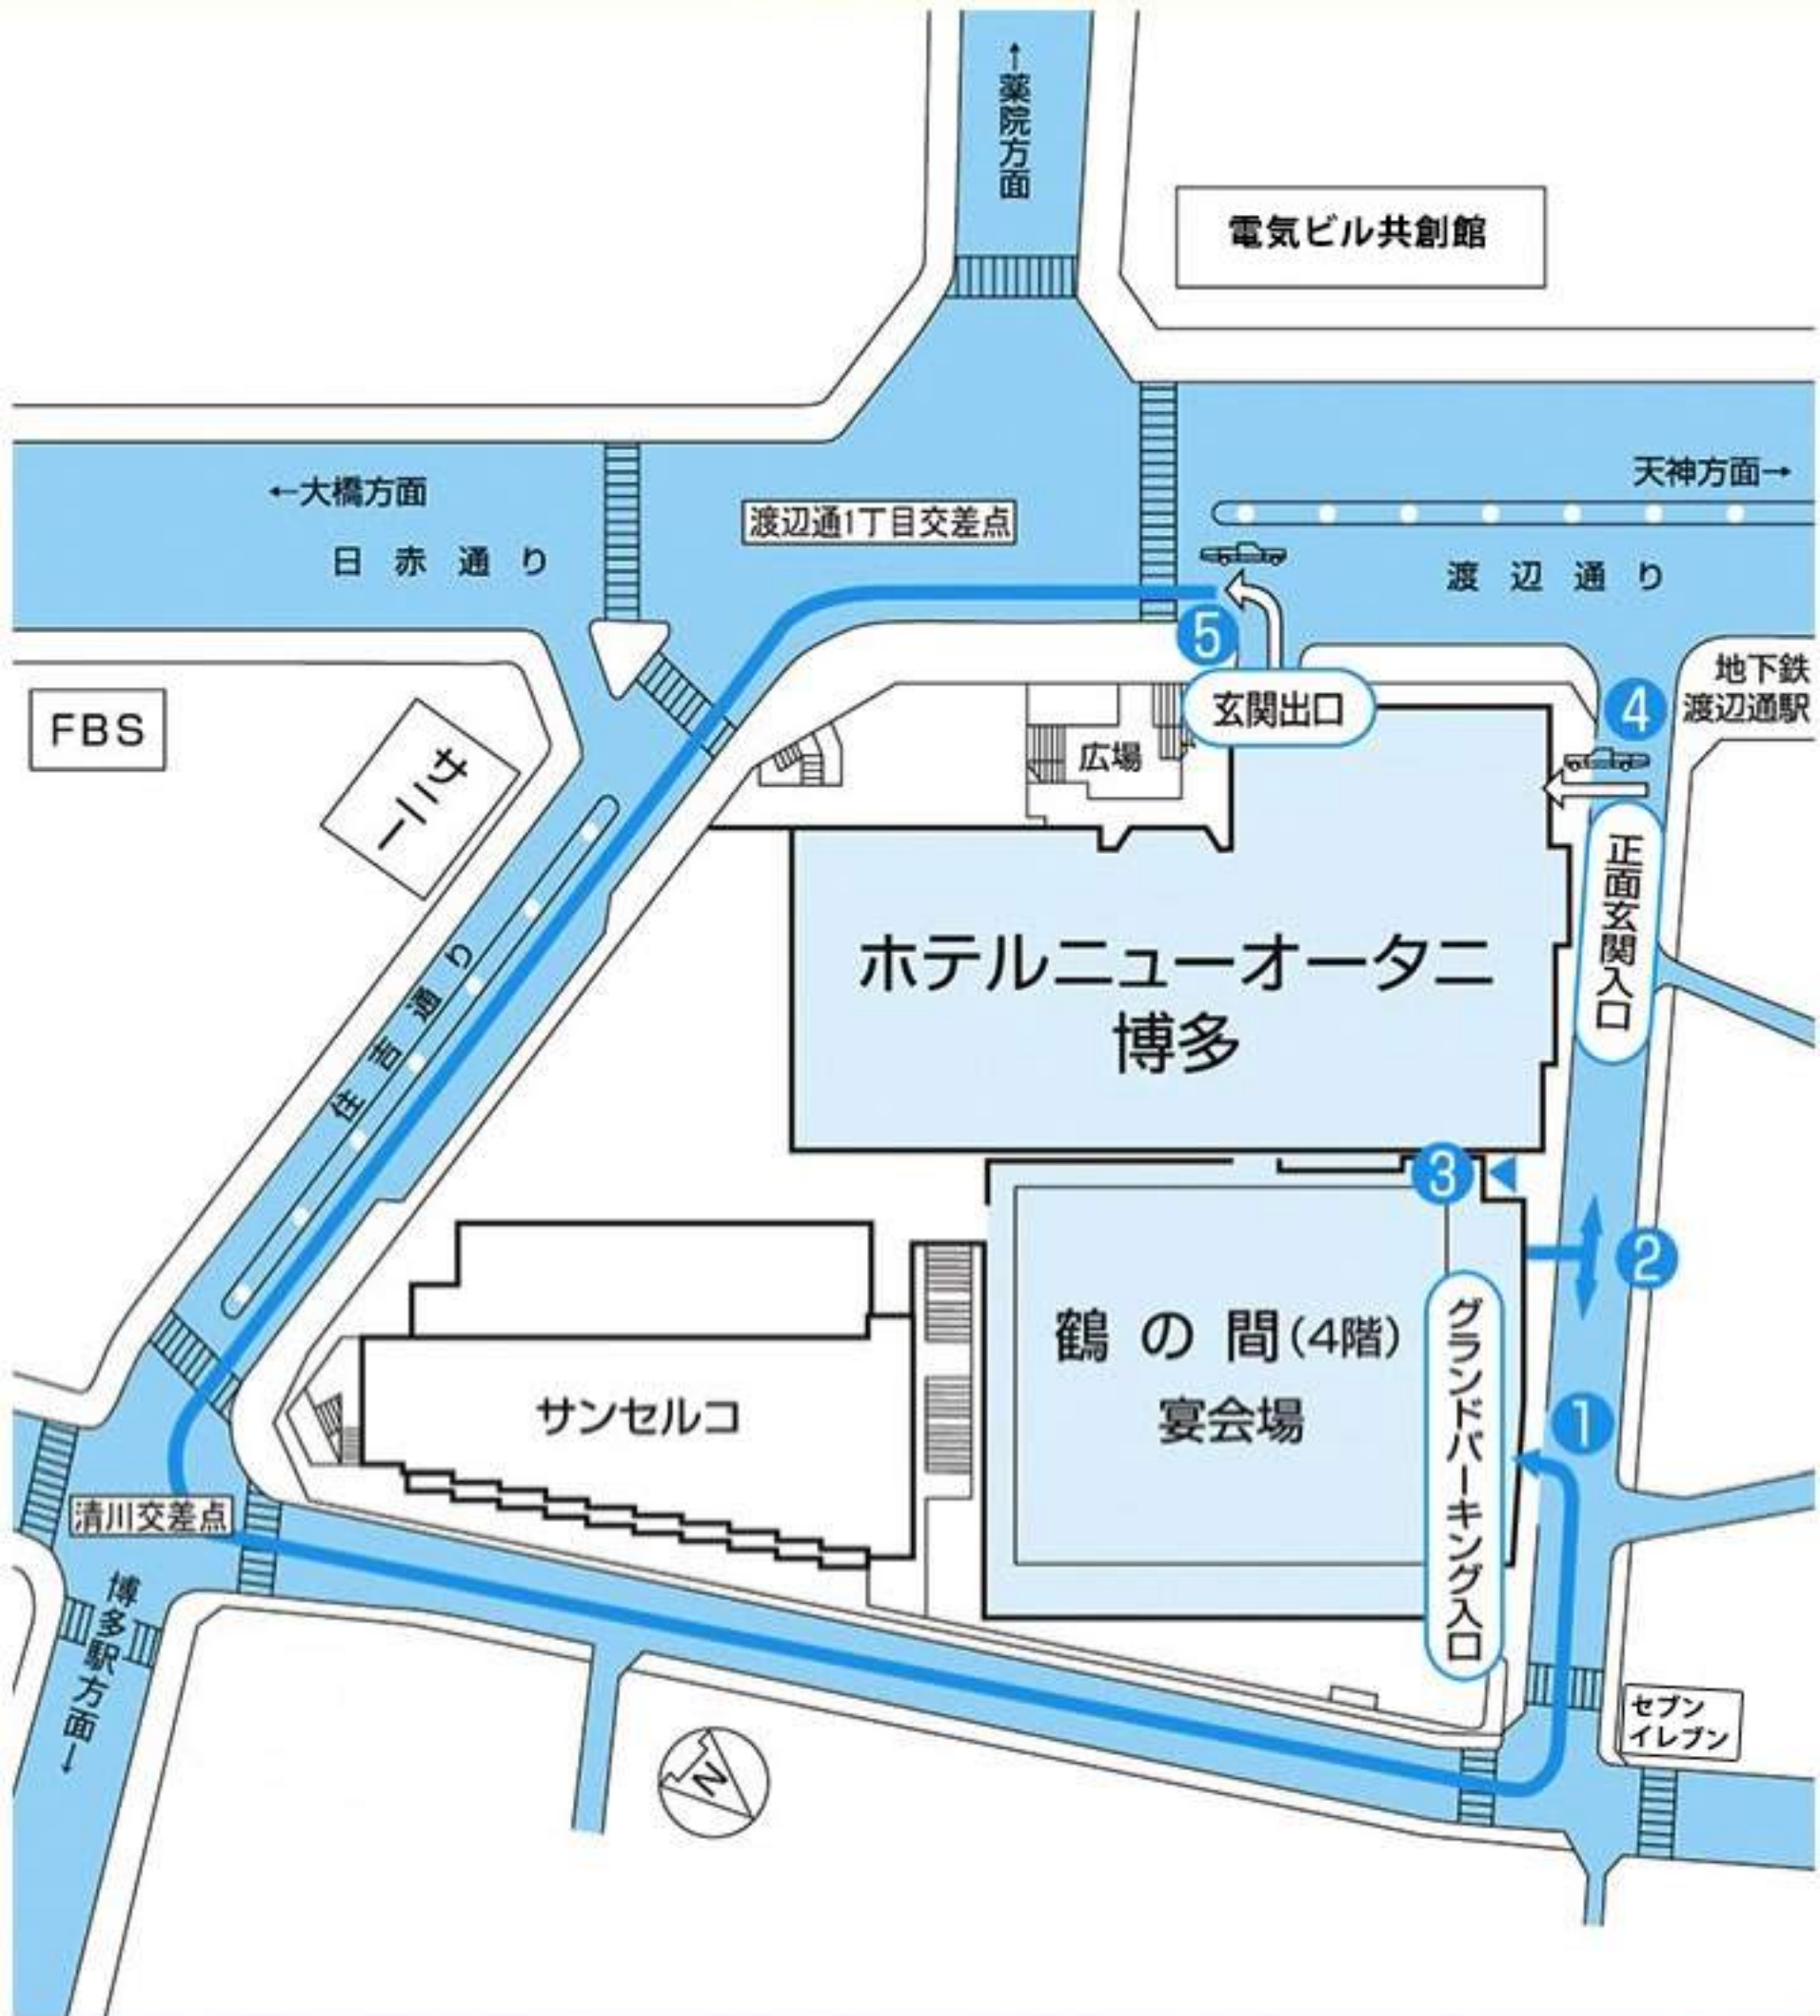 ↑薬院方面
電気ビル共創館
←大橋方面
天神方面→
渡辺通1丁目交差点
日赤通り
渡辺通り
5
玄関出口
地下鉄
渡辺通駅
4
FBS
サニー
広場
正面玄関入口
ホテルニューオータニ
博多
住吉通り
3
2
鶴の間(4階)
宴会場
グランドパーキング入口
1
サンセルコ
清川交差点
博多駅方面→
セブン
イレブン
N